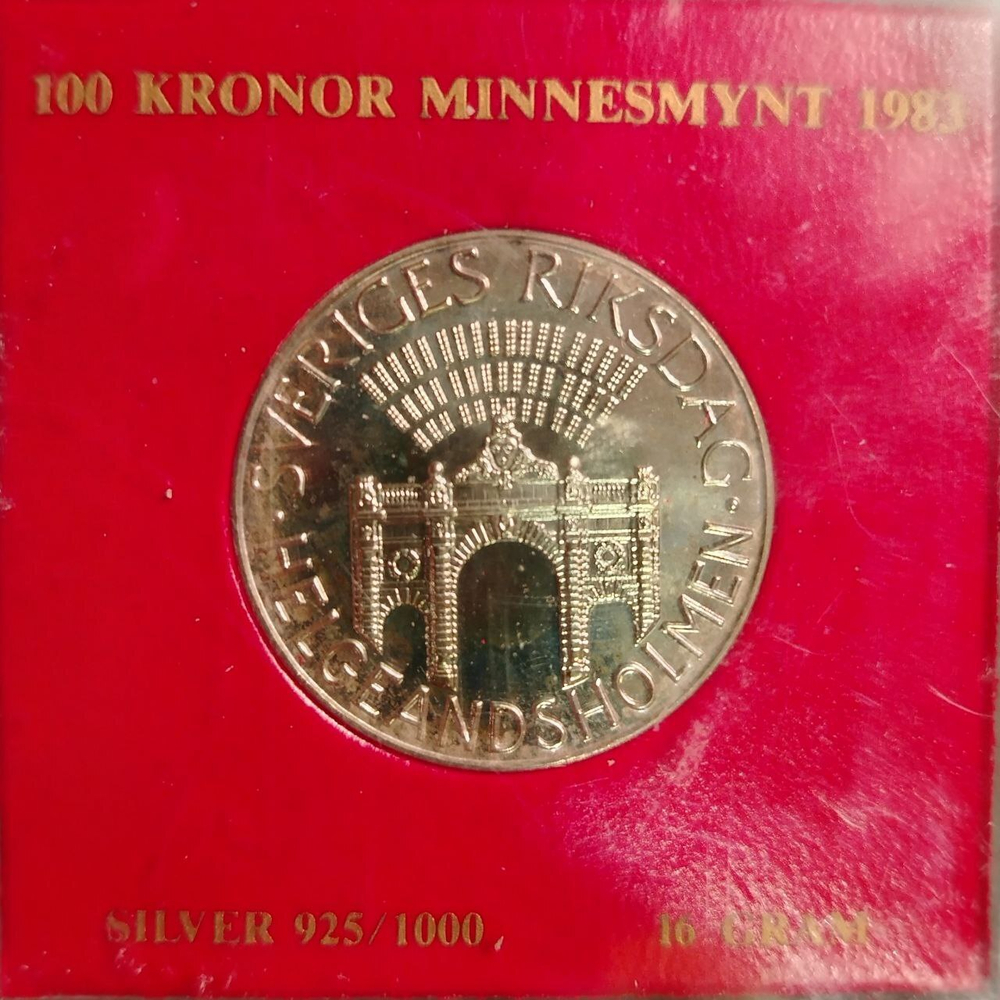 100 KRONOR MINNESMYNT 1983
SVERIGES RIKSDAG ·
HELGEANDSHOLMEN ·
SILVER 925/1000
16 GRAM